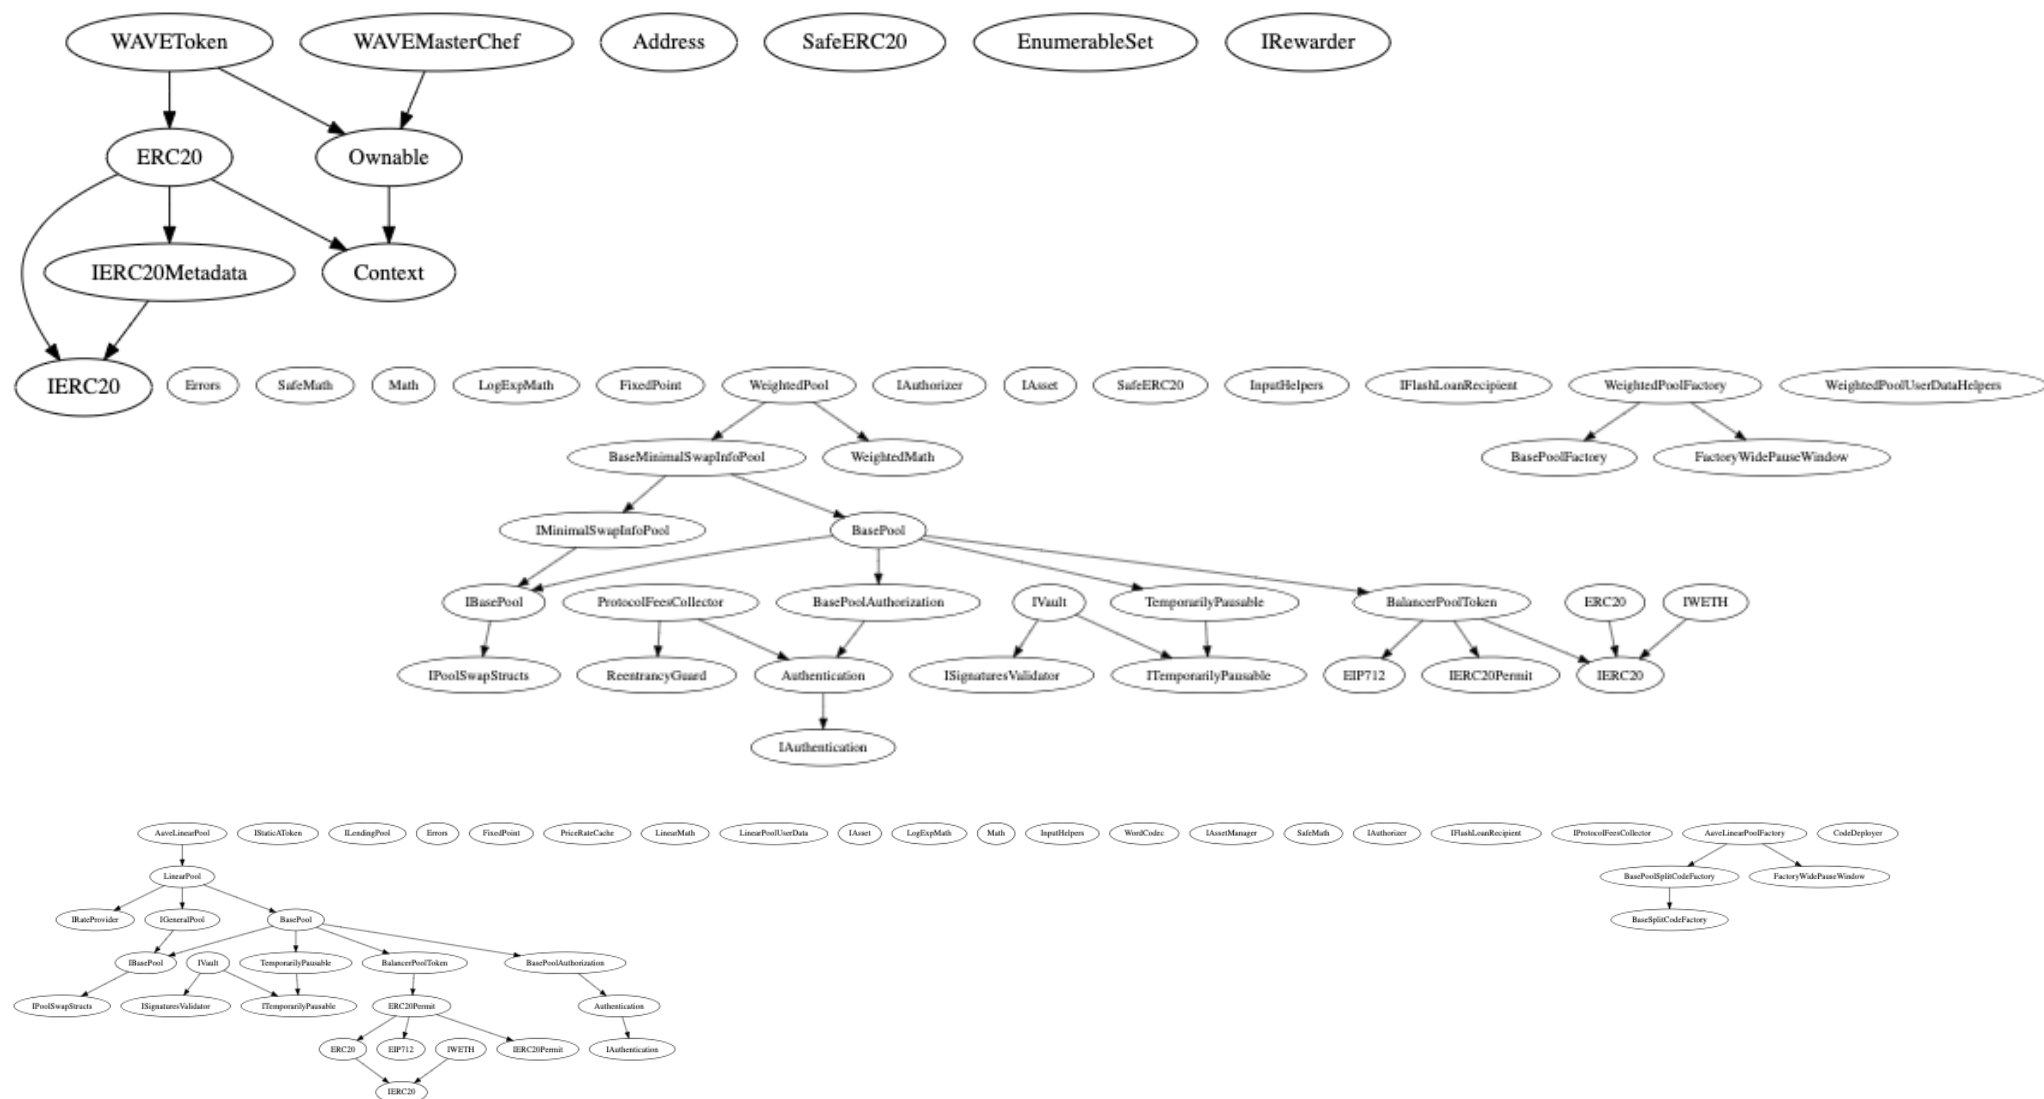 WAVEToken WAVEMasterChef Address SafeERC20 EnumerableSet IRewarder
ERC20 Ownable
IERC20Metadata Context
IERC20 Errors SafeMath Math LogExpMath FixedPoint WeightedPool IAuthorizer IAsset SafeERC20 InputHelpers IFlashLoanRecipient WeightedPoolFactory WeightedPoolUserDataHelpers
BaseMinimalSwapInfoPool WeightedMath BasePoolFactory FactoryWidePauseWindow
IMinimalSwapInfoPool BasePool
IBasePool ProtocolFeesCollector BasePoolAuthorization IVault TemporarilyPausable BalancerPoolToken ERC20 IWETH
IPoolSwapStructs ReentrancyGuard Authentication ISignaturesValidator ITemporarilyPausable EIP712 IERC20Permit IERC20
IAuthentication
AaveLinearPool IStaticAToken ILendingPool Errors FixedPoint PriceRateCache LinearMath LinearPoolUserData IAsset LogExpMath Math InputHelpers WordCodec IAssetManager SafeMath IAuthorizer IFlashLoanRecipient IProtocolFeesCollector AaveLinearPoolFactory CodeDeployer
LinearPool BasePoolSplitCodeFactory FactoryWidePauseWindow
IRateProvider IGeneralPool BasePool BaseSplitCodeFactory
IBasePool IVault TemporarilyPausable BalancerPoolToken BasePoolAuthorization
IPoolSwapStructs ISignaturesValidator ITemporarilyPausable ERC20Permit Authentication
ERC20 EIP712 IWETH IERC20Permit IAuthentication
IERC20